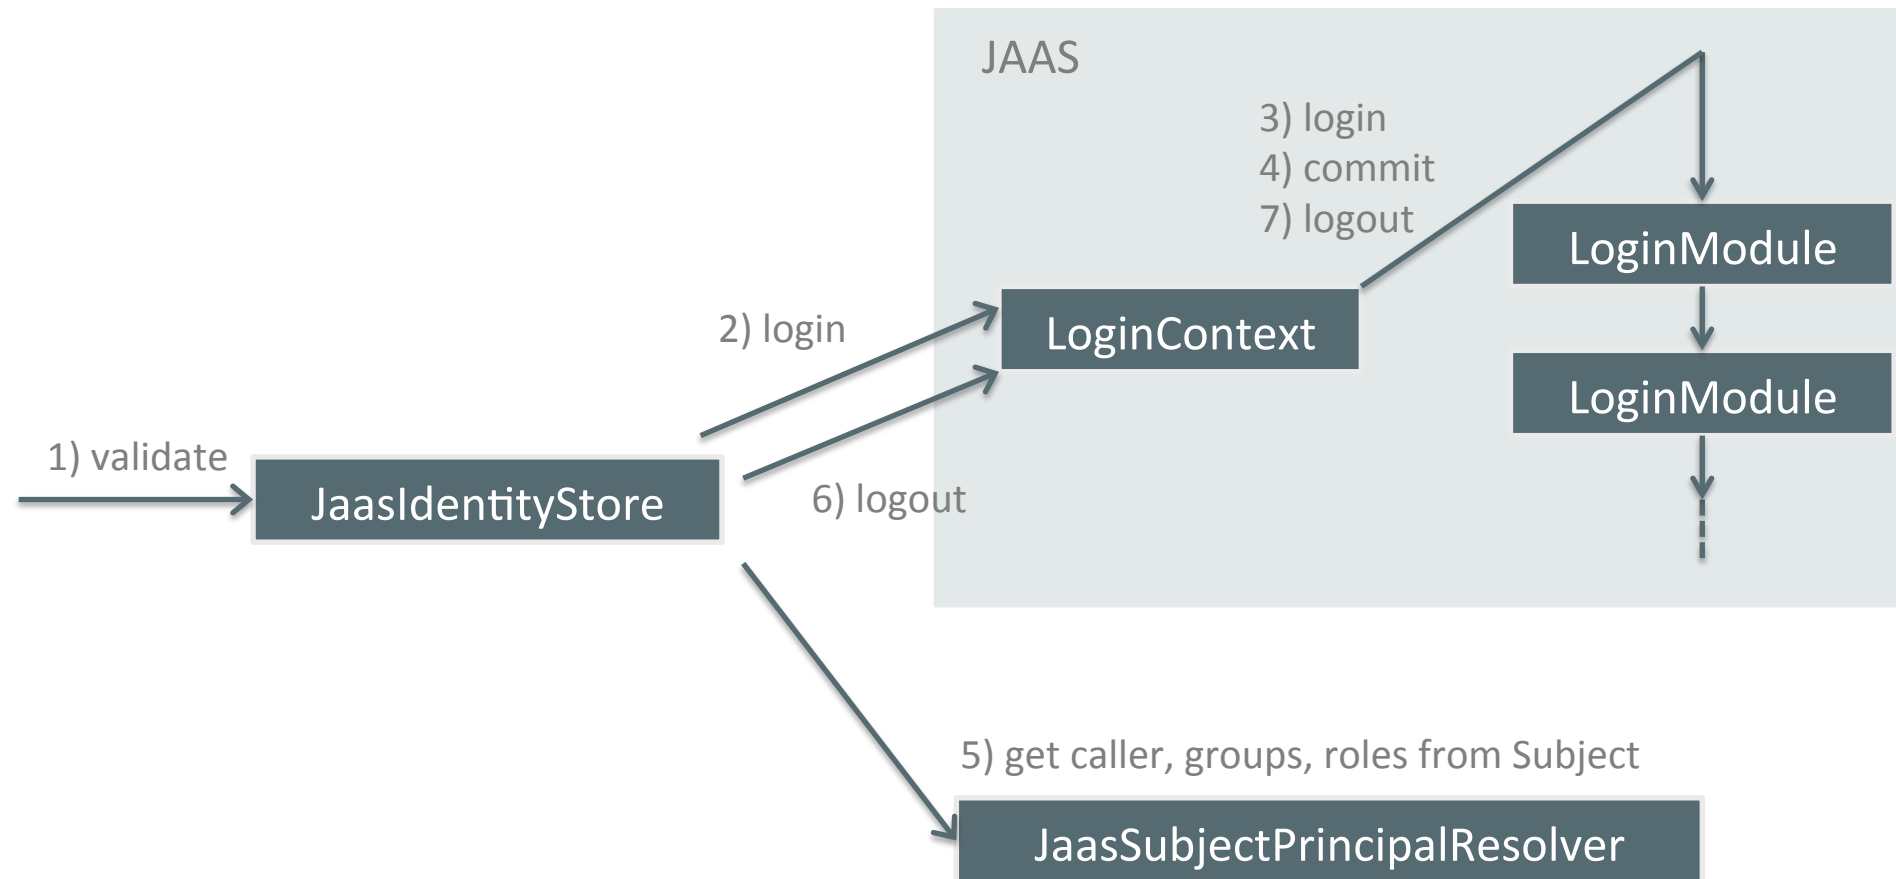 JAAS
3) login
4) commit
7) logout
LoginModule
2) login
LoginContext
LoginModule
1) validate
JaasIdentityStore
6) logout
5) get caller, groups, roles from Subject
JaasSubjectPrincipalResolver